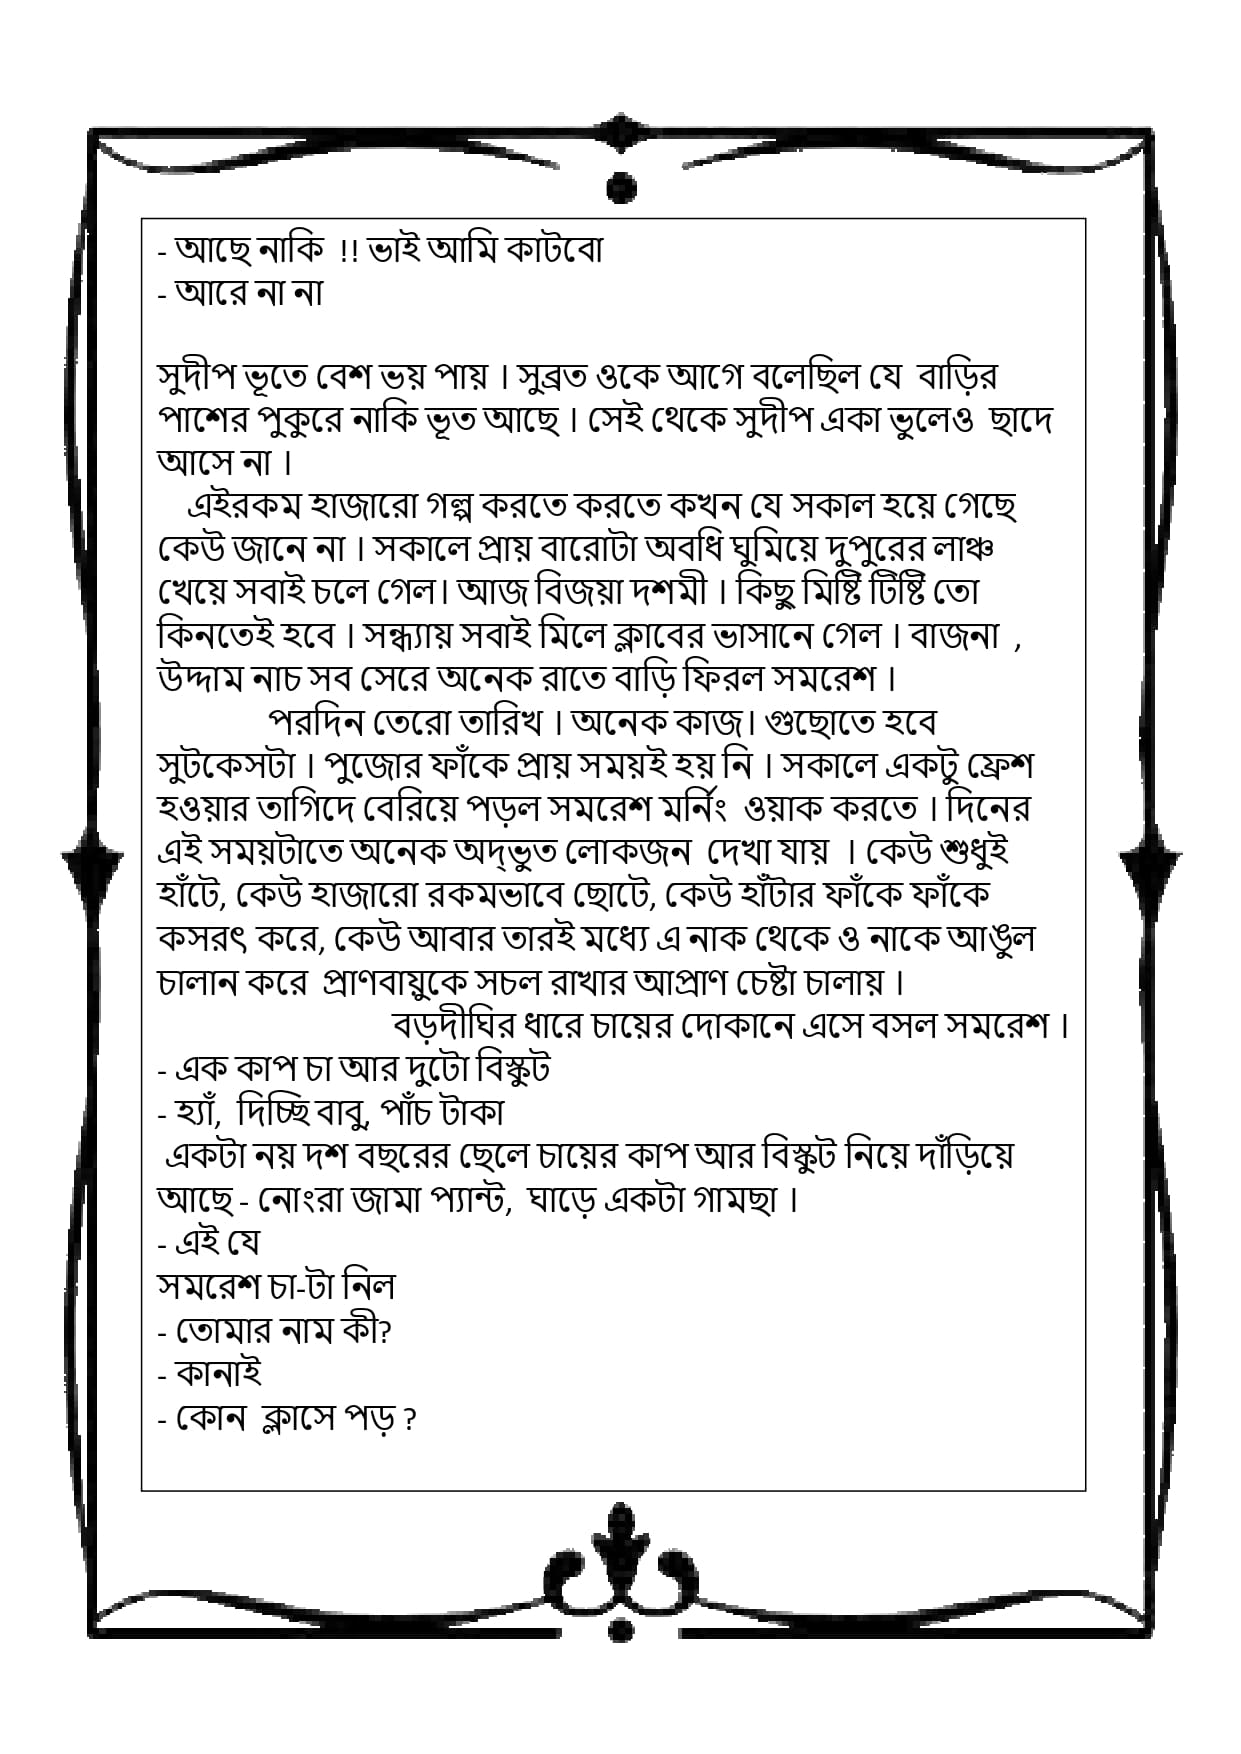 - আছে নাকি !! ভাই আমি কাটবো
- আরে না না
সুদীপ ভূতে বেশ ভয় পায় । সুব্রত ওকে আগে বলেছিল যে বাড়ির
পাশের পুকুরে নাকি ভূত আছে । সেই থেকে সুদীপ একা ভুলেও ছাদে
আসে না ।
এইরকম হাজারো গল্প করতে করতে কখন যে সকাল হয়ে গেছে
কেউ জানে না । সকালে প্রায় বারোটা অবধি ঘুমিয়ে দুপুরের লাঞ্চ
খেয়ে সবাই চলে গেল। আজ বিজয়া দশমী । কিছু মিষ্টি টিষ্টি তো
কিনতেই হবে । সন্ধ্যায় সবাই মিলে ক্লাবের ভাসানে গেল । বাজনা ,
উদ্দাম নাচ সব সেরে অনেক রাতে বাড়ি ফিরল সমরেশ ।
পরদিন তেরো তারিখ । অনেক কাজ। গুছোতে হবে
সুটকেসটা । পুজোর ফাঁকে প্রায় সময়ই হয় নি । সকালে একটু ফ্রেশ
হওয়ার তাগিদে বেরিয়ে পড়ল সমরেশ মর্নিং ওয়াক করতে । দিনের
এই সময়টাতে অনেক অদ্ভুত লোকজন দেখা যায় । কেউ শুধুই
হাঁটে, কেউ হাজারো রকমভাবে ছোটে, কেউ হাঁটার ফাঁকে ফাঁকে
কসরৎ করে, কেউ আবার তারই মধ্যে এ নাক থেকে ও নাকে আঙুল
চালান করে প্রাণবায়ুকে সচল রাখার আপ্রাণ চেষ্টা চালায় ।
বড়দীঘির ধারে চায়ের দোকানে এসে বসল সমরেশ ।
- এক কাপ চা আর দুটো বিস্কুট
- হ্যাঁ, দিচ্ছি বাবু, পাঁচ টাকা
একটা নয় দশ বছরের ছেলে চায়ের কাপ আর বিস্কুট নিয়ে দাঁড়িয়ে
আছে - নোংরা জামা প্যান্ট, ঘাড়ে একটা গামছা ।
- এই যে
সমরেশ চা-টা নিল
- তোমার নাম কী?
- কানাই
- কোন ক্লাসে পড় ?